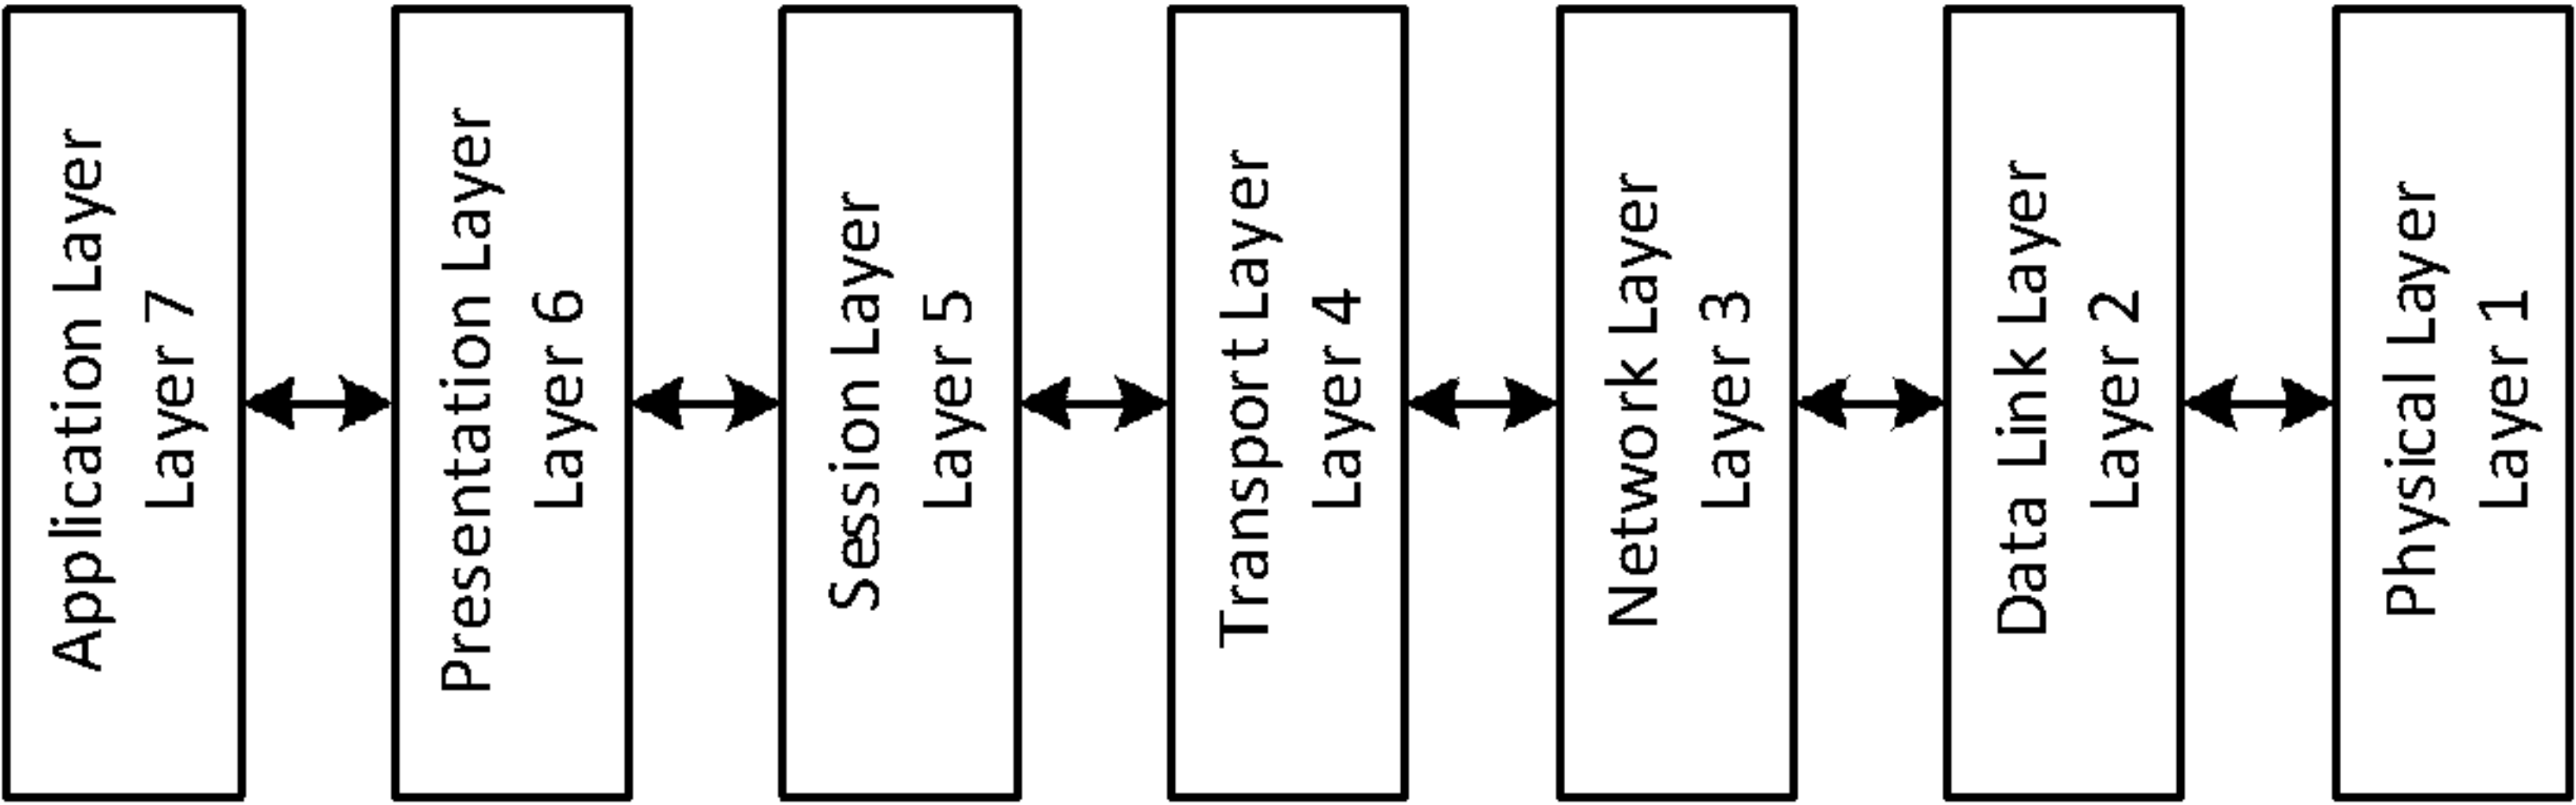 Application Layer
Layer 7
Presentation Layer
Layer 6
Session Layer
Layer 5
Transport Layer
Layer 4
Network Layer
Layer 3
Data Link Layer
Layer 2
Physical Layer
Layer 1